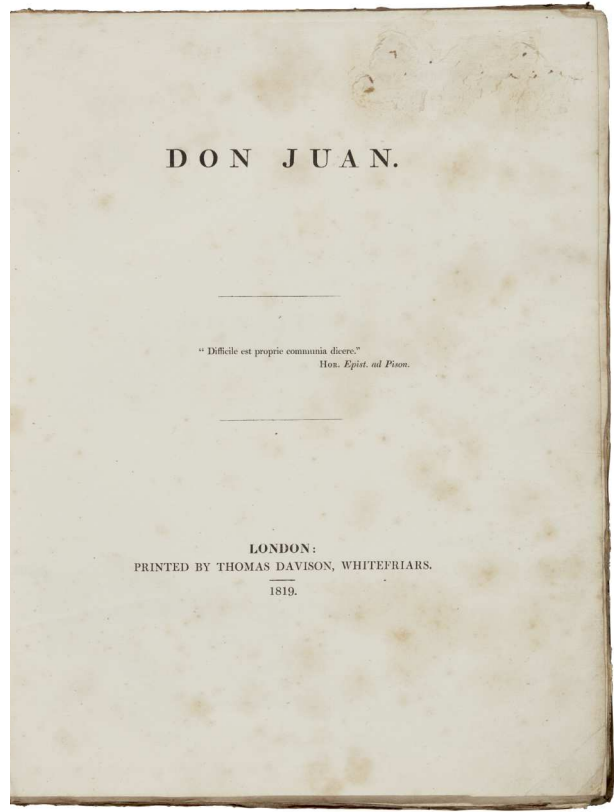 DON JUAN.
“ Difficile est proprie communia dicere.”
HOR. Epist. ad Pison.
LONDON:
PRINTED BY THOMAS DAVISON, WHITEFRIARS.
1819.